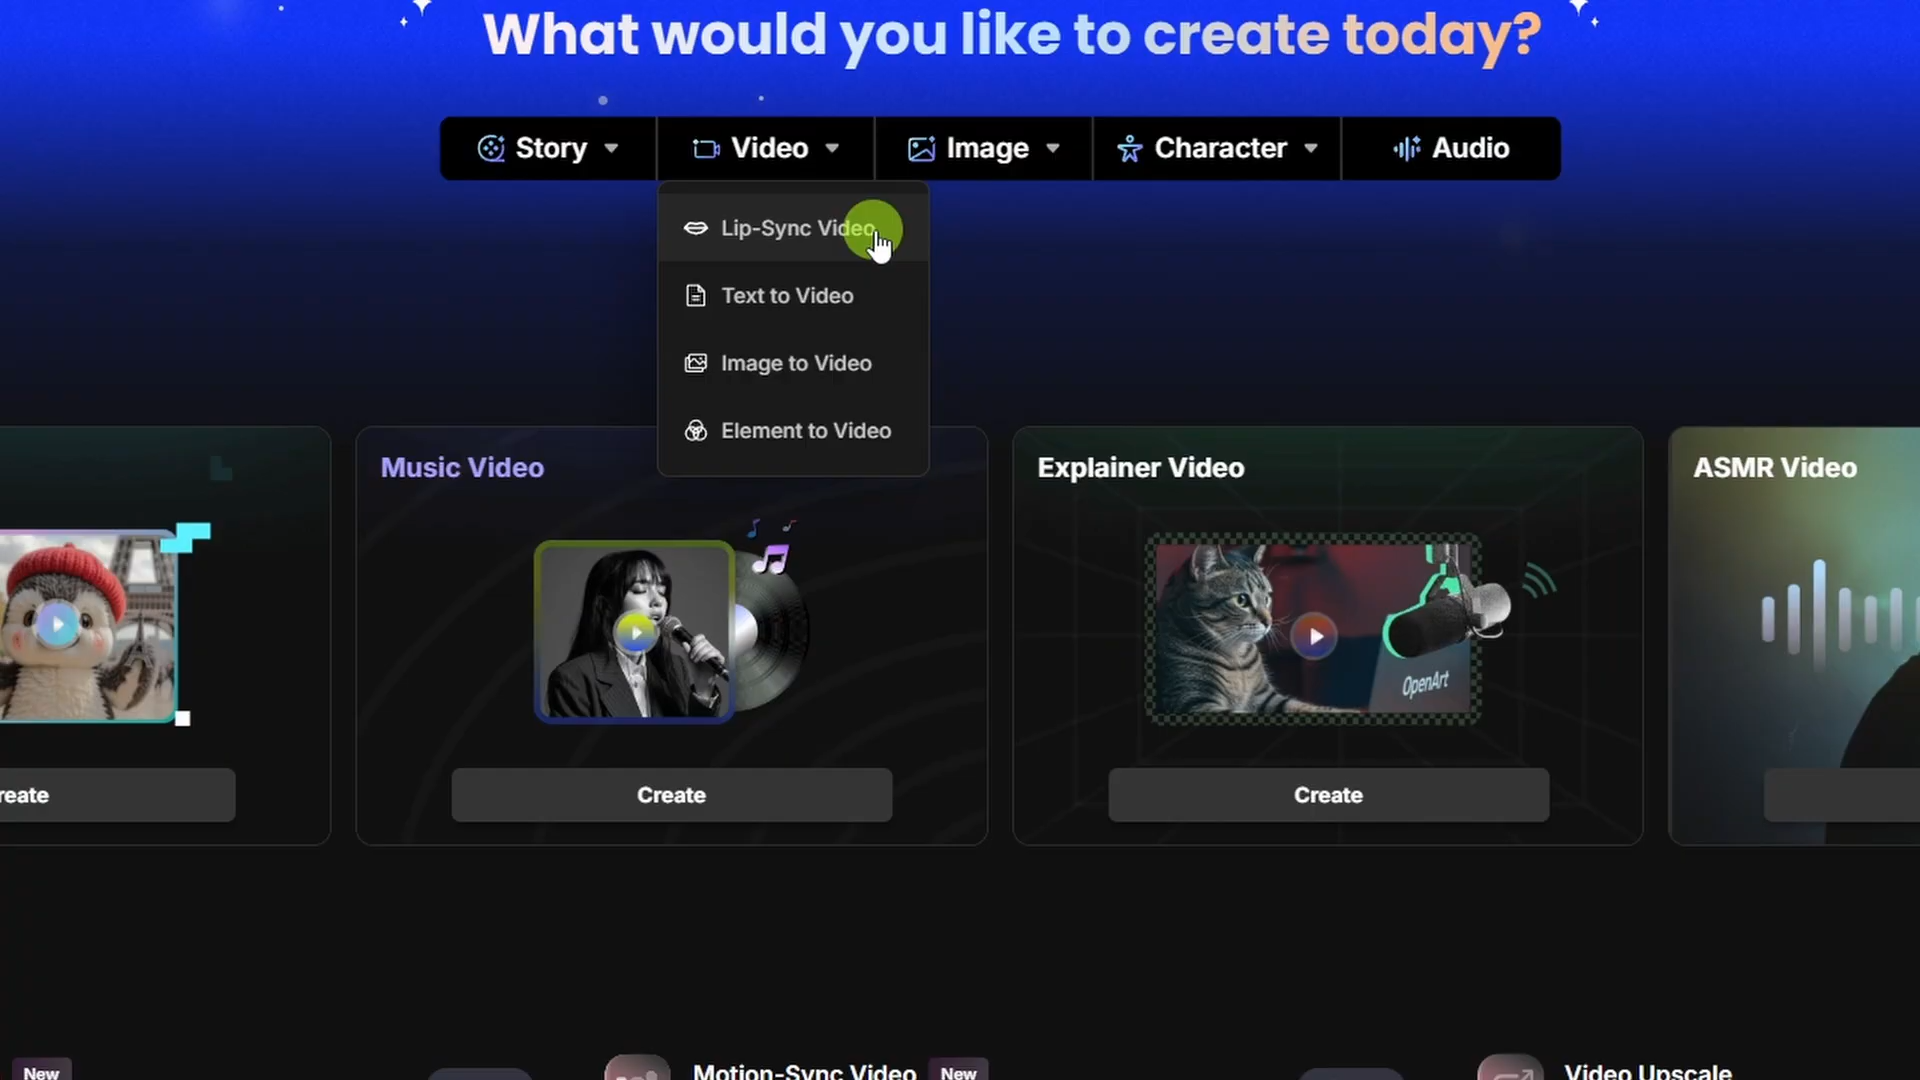 What would you like to create today?
Story
Video
Image
Character
Audio
Lip-Sync Video
Text to Video
Image to Video
Element to Video
Music Video
Explainer Video
ASMR Video
OpenArt
reate
Create
Create
New
Motion-Sync Video
New
Video Upscale